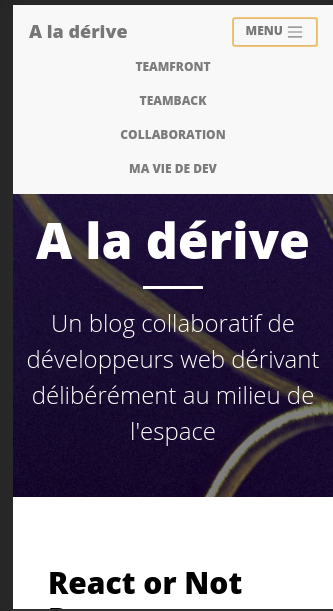 A la dérive
MENU
TEAMFRONT
TEAMBACK
COLLABORATION
MA VIE DE DEV
A la dérive
Un blog collaboratif de
développeurs web dérivant
délibérément au milieu de
l'espace
React or Not